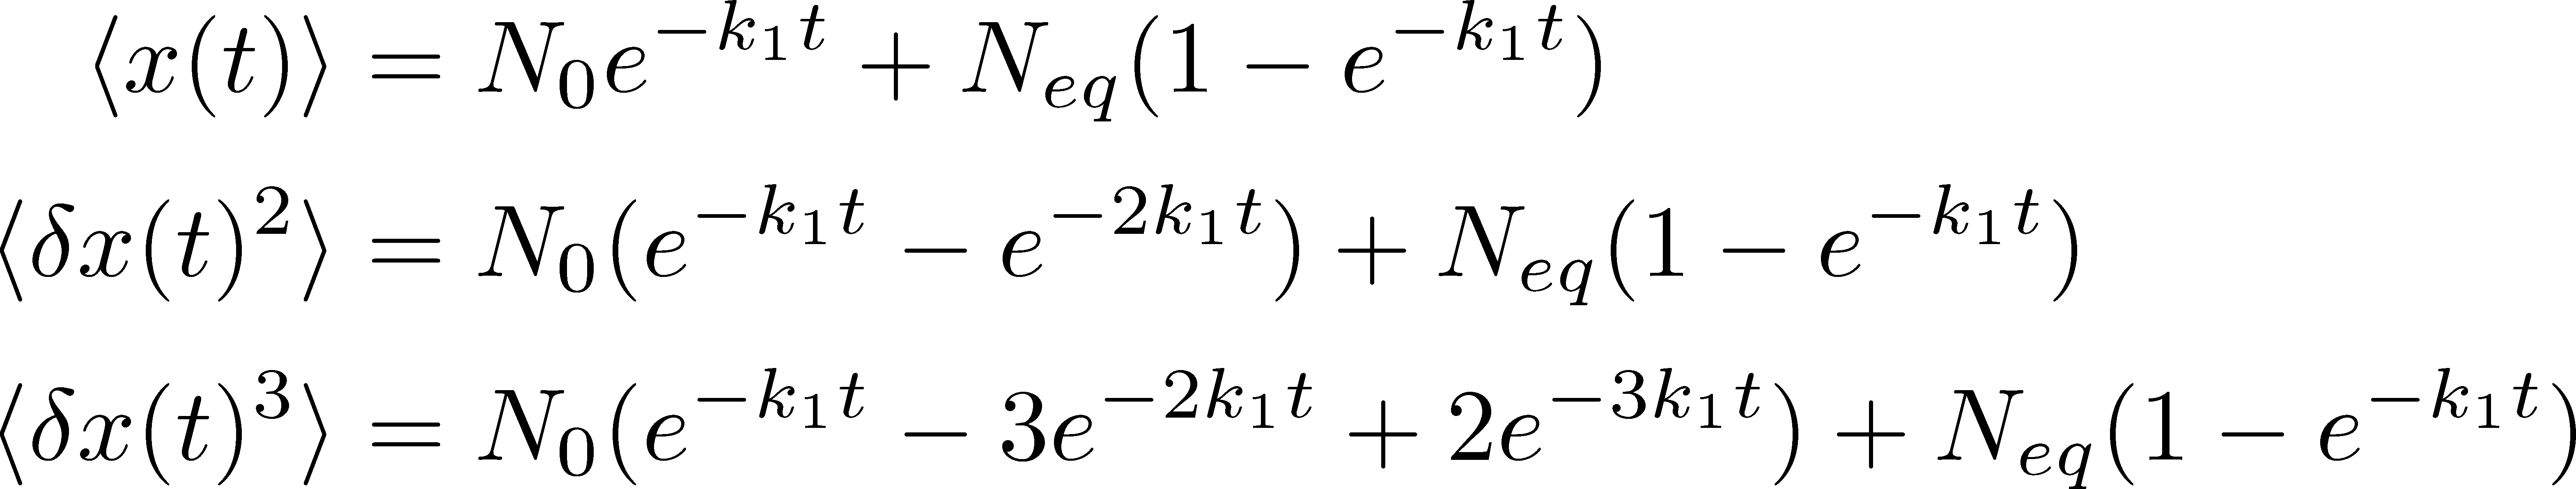 ⟨x(t)⟩ = N₀e^{−k₁t} + N_{eq}(1 − e^{−k₁t})
⟨δx(t)²⟩ = N₀(e^{−k₁t} − e^{−2k₁t}) + N_{eq}(1 − e^{−k₁t})
⟨δx(t)³⟩ = N₀(e^{−k₁t} − 3e^{−2k₁t} + 2e^{−3k₁t}) + N_{eq}(1 − e^{−k₁t})